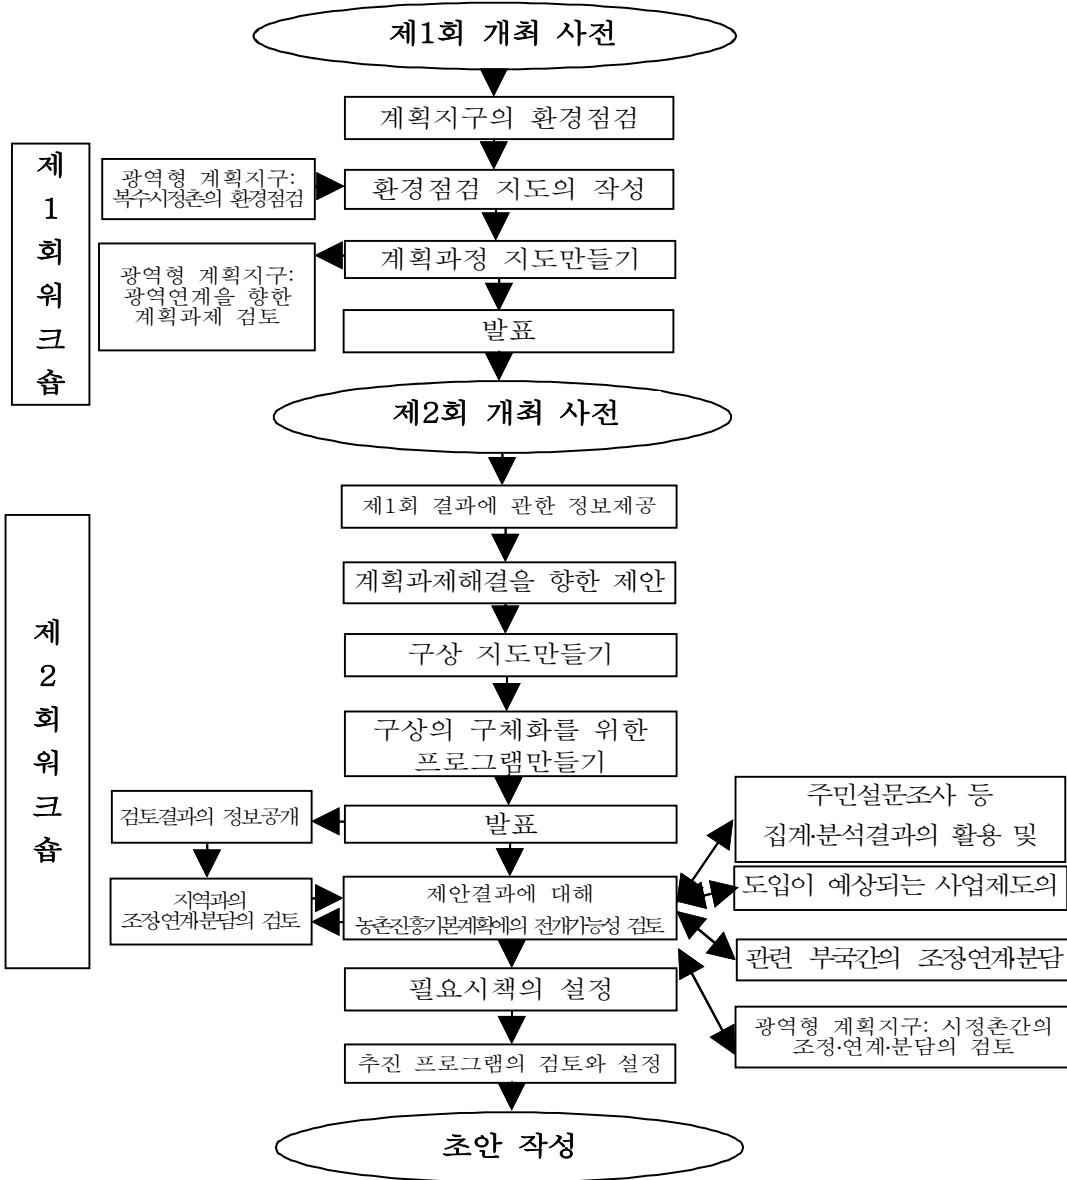 제1회 개최 사전
계획지구의 환경점검
제
1
회
워
크
숍
광역형 계획지구:
복수시정촌의 환경점검
환경점검 지도의 작성
계획과정 지도만들기
광역형 계획지구:
광역연계을 향한
계획과제 검토
발표
제2회 개최 사전
제1회 결과에 관한 정보제공
계획과제해결을 향한 제안
제
2
회
워
크
숍
구상 지도만들기
구상의 구체화를 위한
프로그램만들기
발표
검토결과의 정보공개
지역과의
조정·연계·분담의 검토
제안결과에 대해
농촌진흥기본계획에의 전개가능성 검토
주민설문조사 등
집계·분석결과의 활용 및
도입이 예상되는 사업제도의
관련 부국간의 조정·연계·분담
광역형 계획지구: 시정촌간의
조정·연계·분담의 검토
필요시책의 설정
추진 프로그램의 검토와 설정
초안 작성